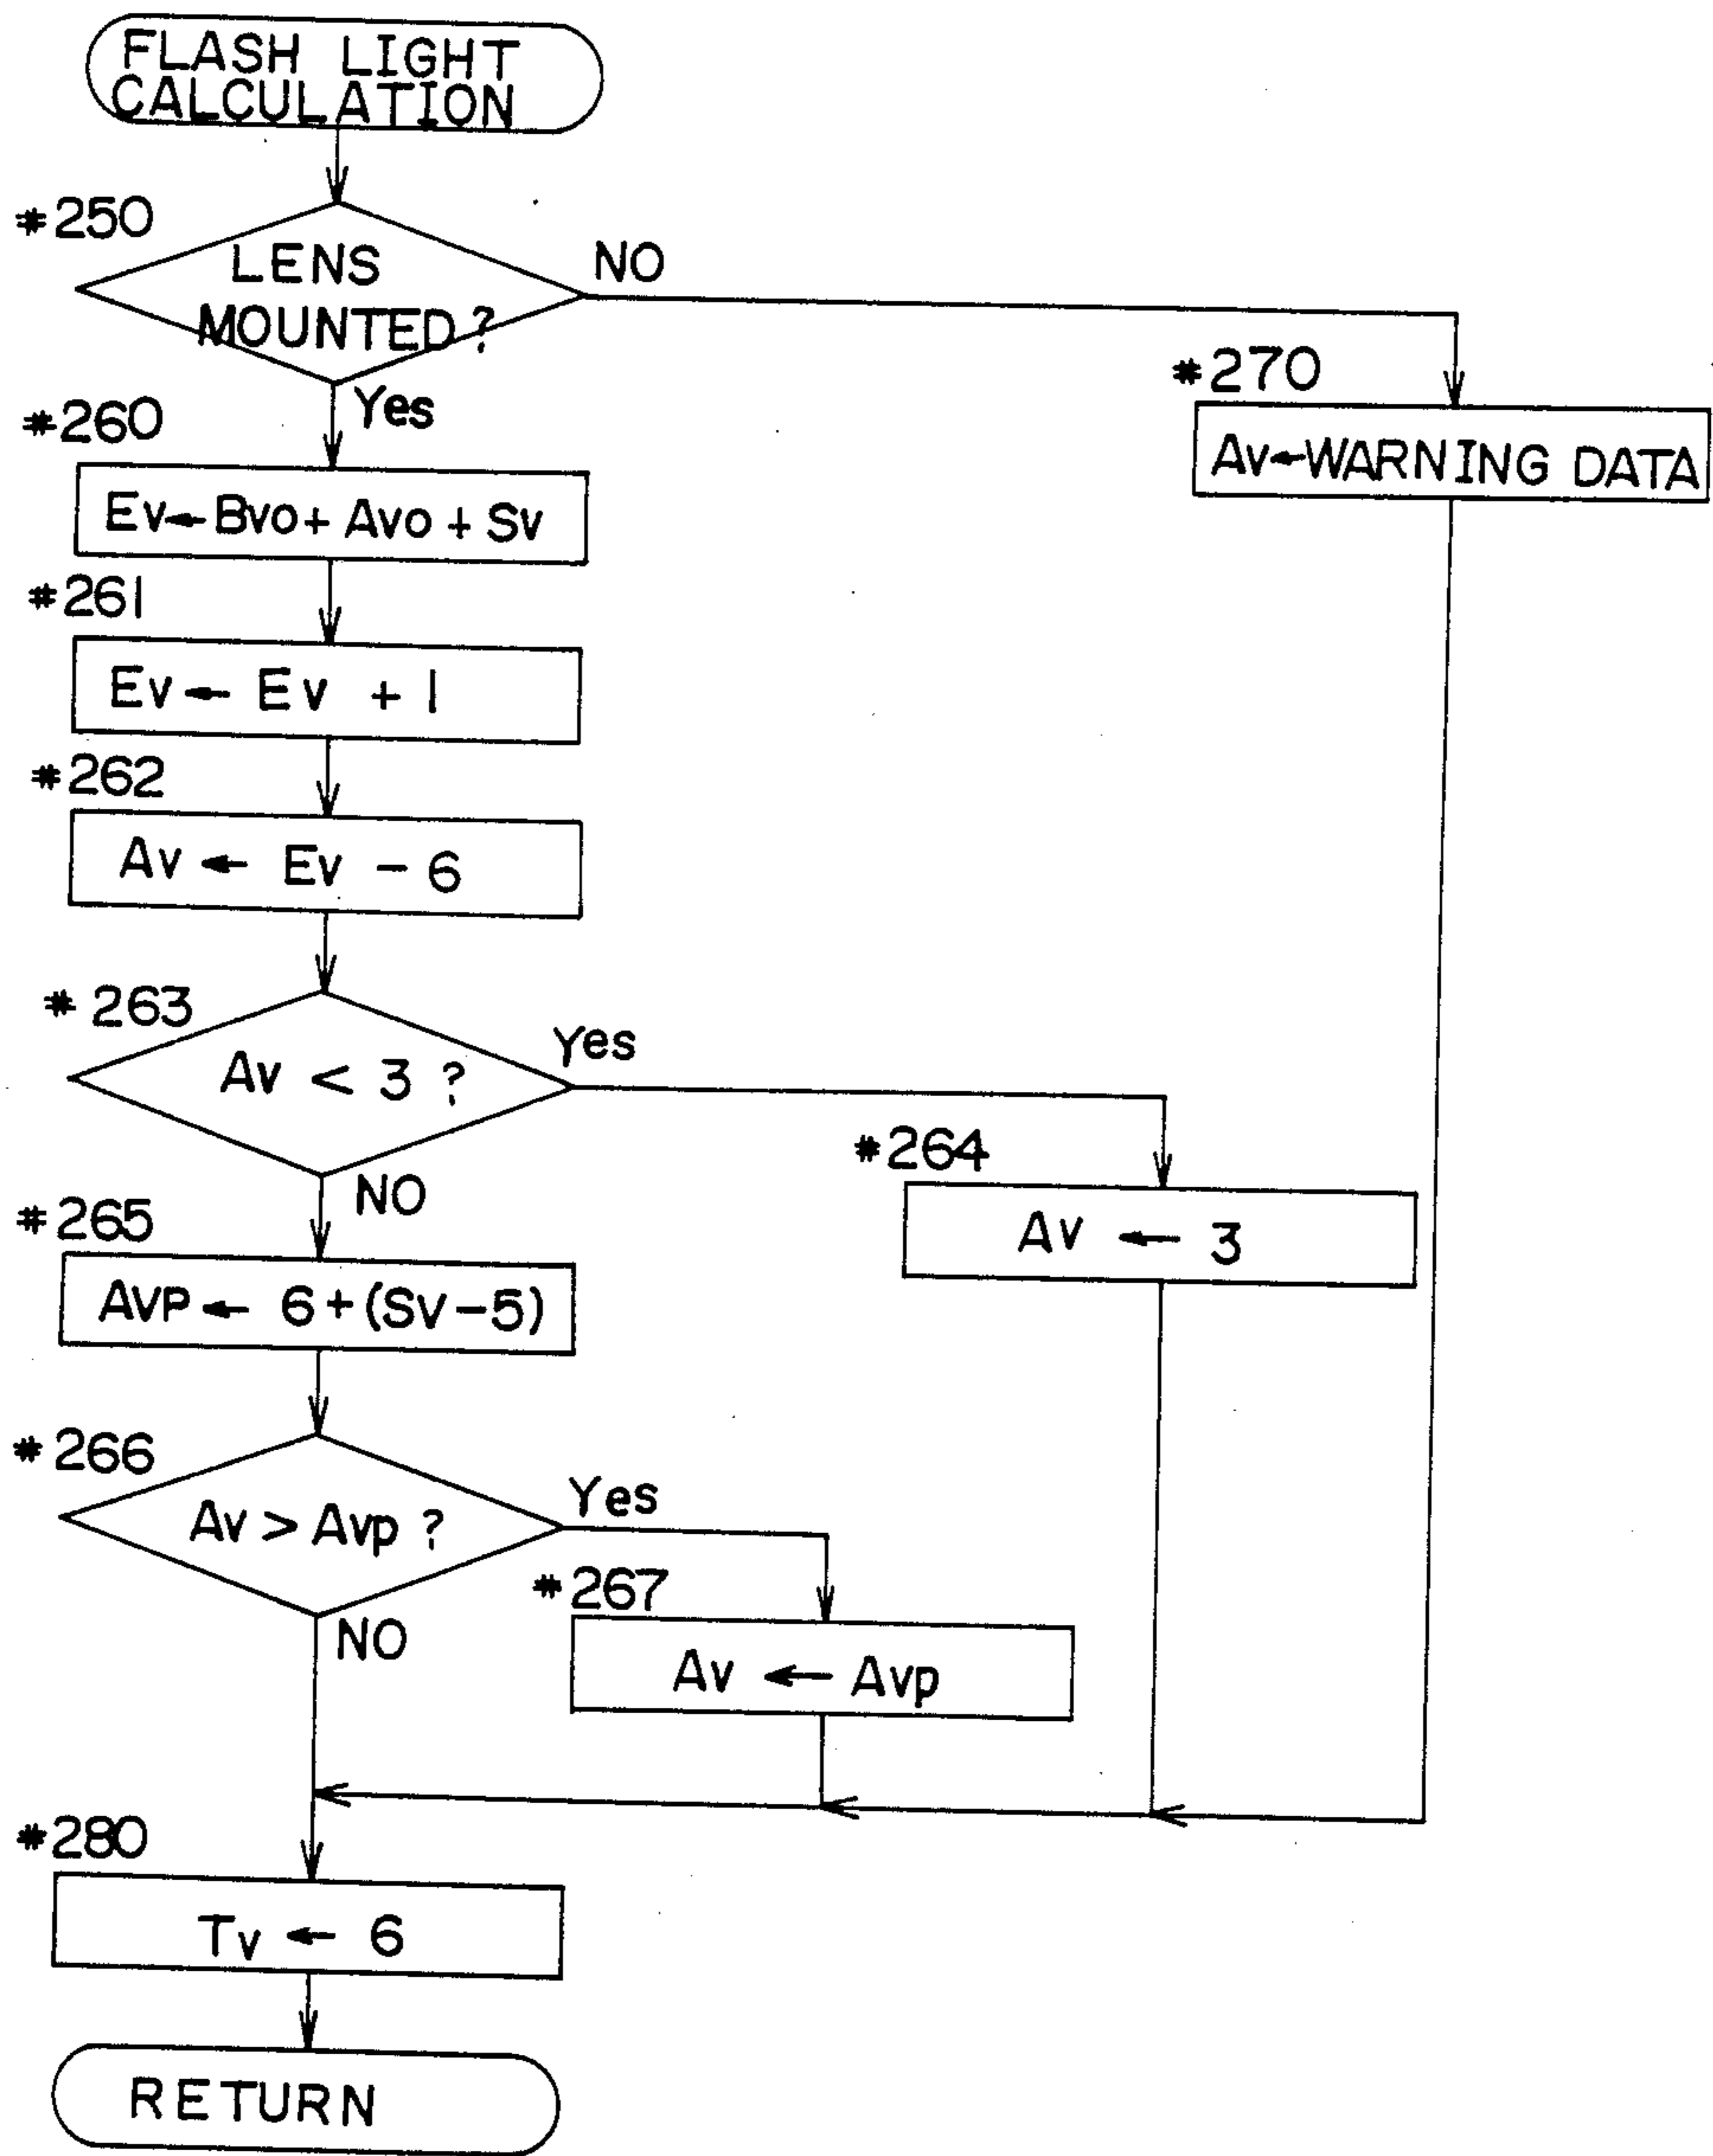 FLASH LIGHT
CALCULATION
#250
LENS
MOUNTED?
NO
Yes
#270
Av←WARNING DATA
#260
Ev←Bvo+Avo+Sv
#261
Ev←Ev +1
#262
Av ← Ev - 6
#263
Av < 3 ?
Yes
NO
#264
Av ← 3
#265
AVP ← 6+(SV-5)
#266
Av > Avp ?
Yes
NO
#267
Av ← Avp
#280
Tv ← 6
RETURN